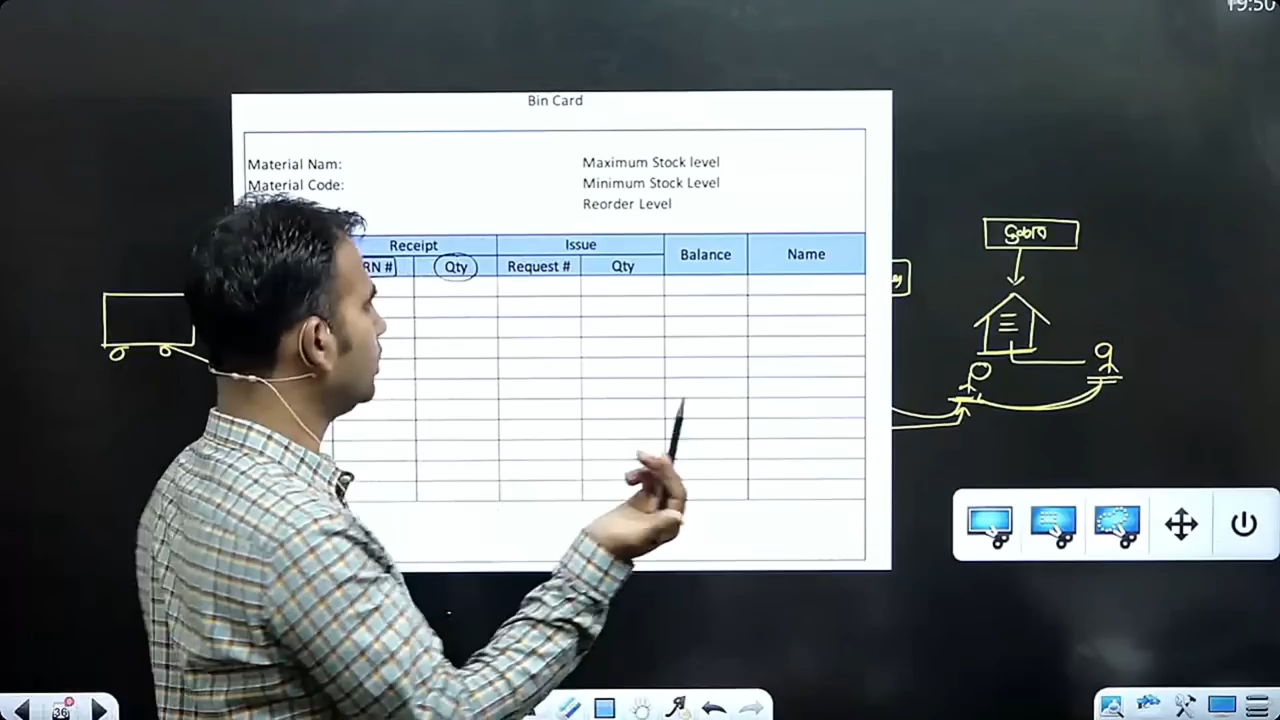 19:50
Bin Card
Material Nam:
Material Code:
Maximum Stock level
Minimum Stock Level
Reorder Level
Receipt
Issue
Balance
Name
RN #
Qty
Request #
Qty
36